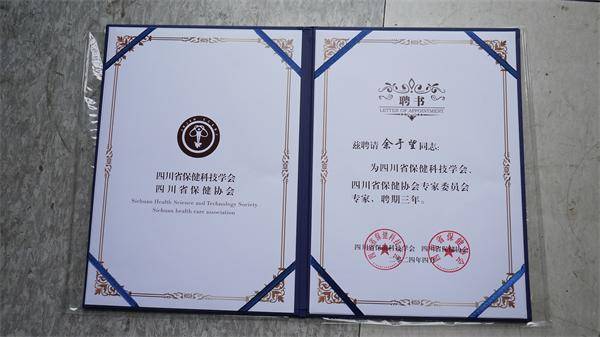 四川省保健科技学会
四川省保健协会
Sichuan Health Science and Technology Society
Sichuan health care association
聘书
LETTER OF APPOINTMENT
兹聘请余于望同志:
为四川省保健科技学会、
四川省保健协会专家委员会
专家，聘期三年。
四川省保健科技学会 四川省保健协会
二〇二四年四月